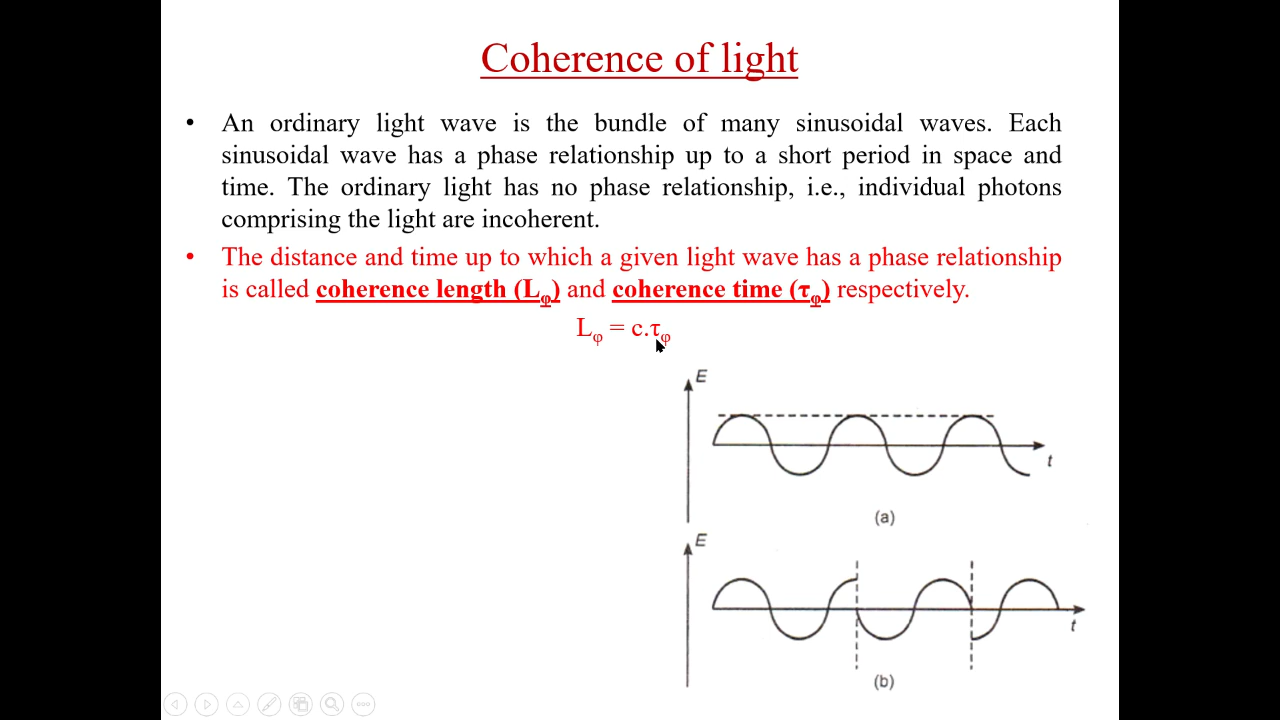 Coherence of light
• An ordinary light wave is the bundle of many sinusoidal waves. Each
sinusoidal wave has a phase relationship up to a short period in space and
time. The ordinary light has no phase relationship, i.e., individual photons
comprising the light are incoherent.
• The distance and time up to which a given light wave has a phase relationship
is called coherence length (Lφ) and coherence time (τφ) respectively.
Lφ = c.τφ
E
t
(a)
E
t
(b)